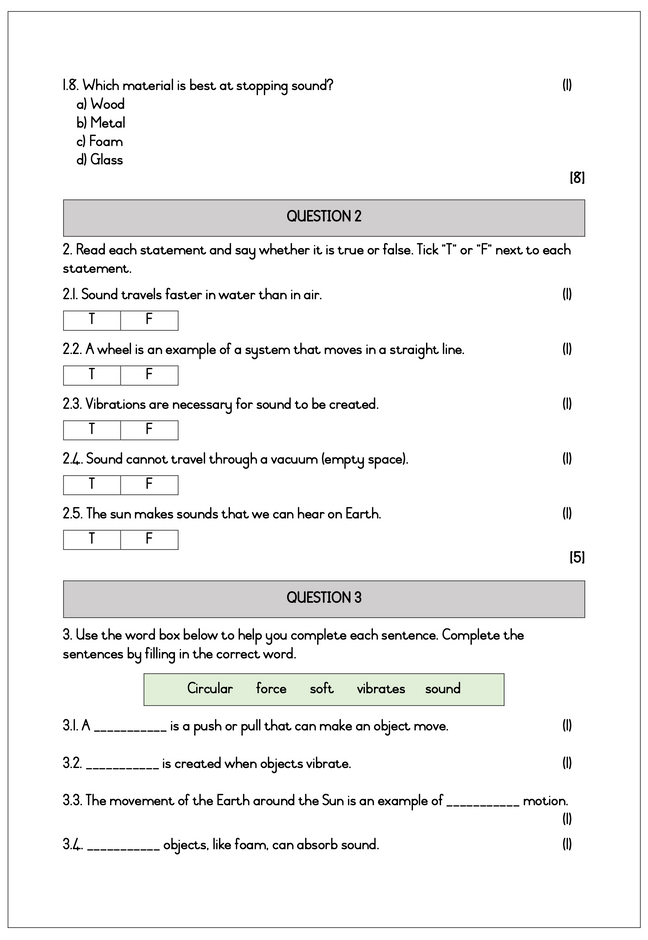 1.8. Which material is best at stopping sound? (1)
a) Wood
b) Metal
c) Foam
d) Glass
[8]
QUESTION 2
2. Read each statement and say whether it is true or false. Tick "T" or "F" next to each
statement.
2.1. Sound travels faster in water than in air. (1)
T F
2.2. A wheel is an example of a system that moves in a straight line. (1)
T F
2.3. Vibrations are necessary for sound to be created. (1)
T F
2.4. Sound cannot travel through a vacuum (empty space). (1)
T F
2.5. The sun makes sounds that we can hear on Earth. (1)
T F
[5]
QUESTION 3
3. Use the word box below to help you complete each sentence. Complete the
sentences by filling in the correct word.
Circular force soft vibrates sound
3.1. A ___________ is a push or pull that can make an object move. (1)
3.2. ___________ is created when objects vibrate. (1)
3.3. The movement of the Earth around the Sun is an example of ___________ motion.
(1)
3.4. ___________ objects, like foam, can absorb sound. (1)